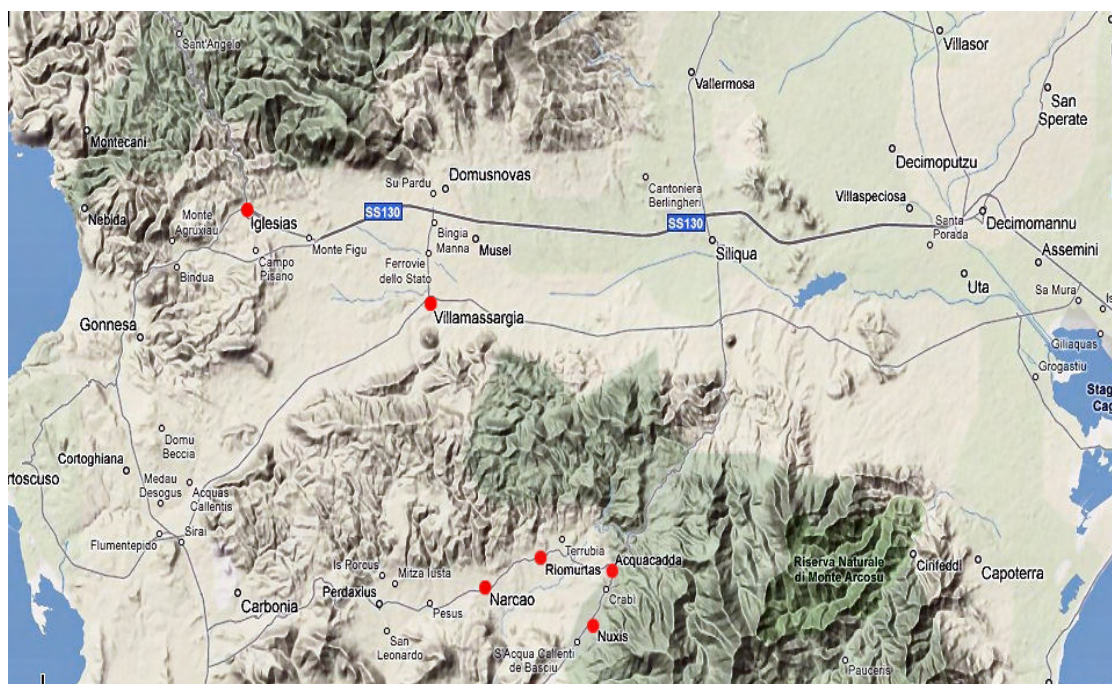 Sant'Angelo
Villasor
Vallermosa
San
Sperate
Montecani
Decimoputzu
Su Pardu
Domusnovas
Cantoniera
Berlingheri
Villaspeciosa
Nebida
Monte
Agruxiau
Iglesias
SS130
SS130
Bingia
Manna
Musei
Monte Figu
Campo
Pisano
Bindua
Ferrovie
dello Stato
Siliqua
Santa
Porada
Decimomannu
Assemini
Uta
Sa Mura
Is
Villamassargia
Gonnesa
Giliaquas
Grogastiu
Stag
Cag
Domu
Beccia
Cortoghiana
rtoscuso
Medau
Desogus
Acquas
Callentis
Flumentepido
Sirai
Terrubia
Is Porcus
Mitza Iusta
Riomurtas
Acquacadda
Riserva Naturale
di Monte Arcosu
Cinfeddi
Capoterra
Carbonia
Perdaxius
Pesus
Narcao
Crabi
San
Leonardo
Nuxis
S'Acqua Callenti
de Basciu
Pauceris